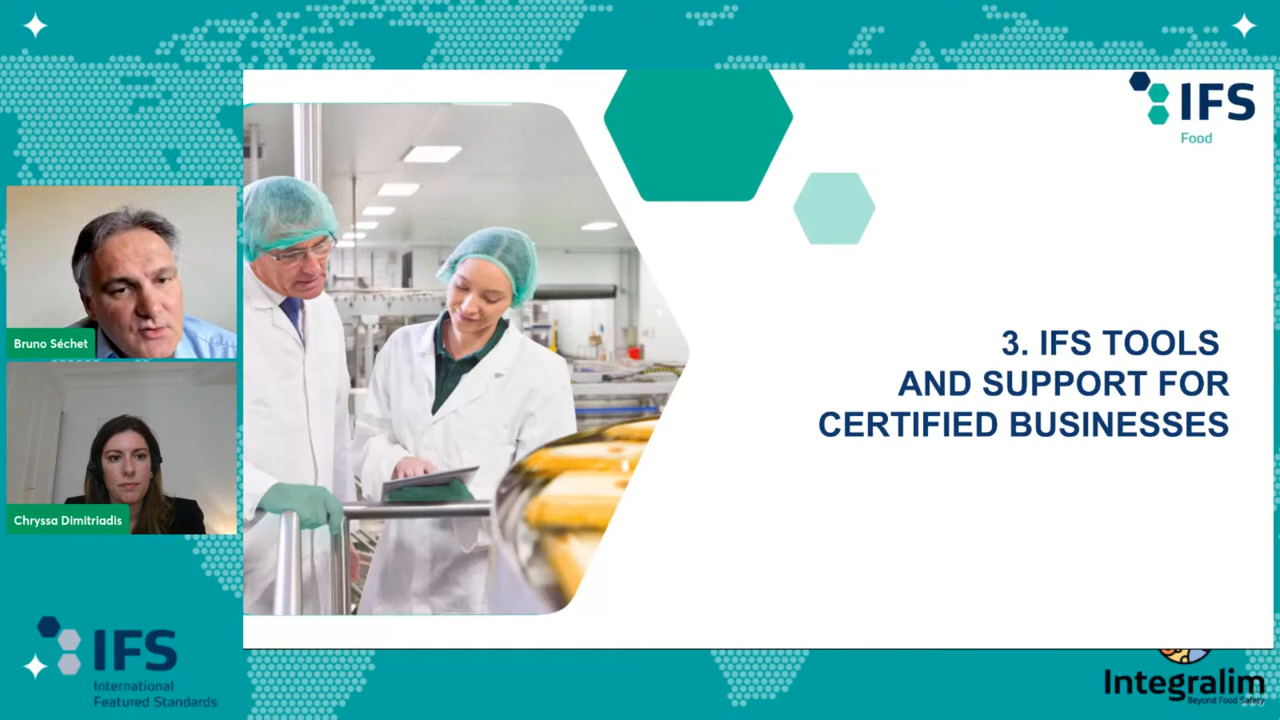 IFS
Food
Bruno Séchet
3. IFS TOOLS
AND SUPPORT FOR
CERTIFIED BUSINESSES
Chryssa Dimitriadis
IFS
International
Featured Standards
Integralim
Beyond Food Safety